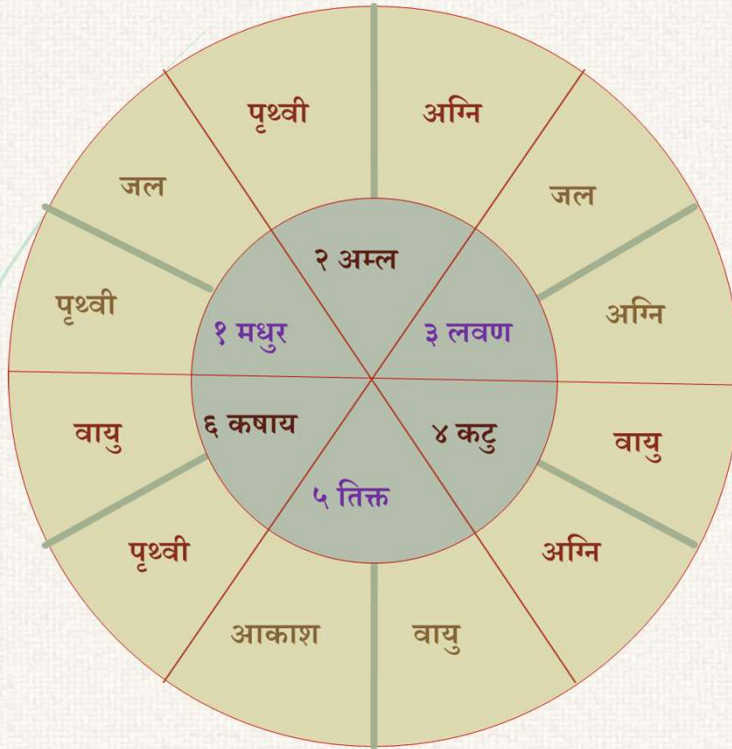 पृथ्वी
अग्नि
जल
जल
२ अम्ल
पृथ्वी
१ मधुर
३ लवण
अग्नि
वायु
६ कषाय
४ कटु
वायु
५ तिक्त
पृथ्वी
अग्नि
आकाश
वायु